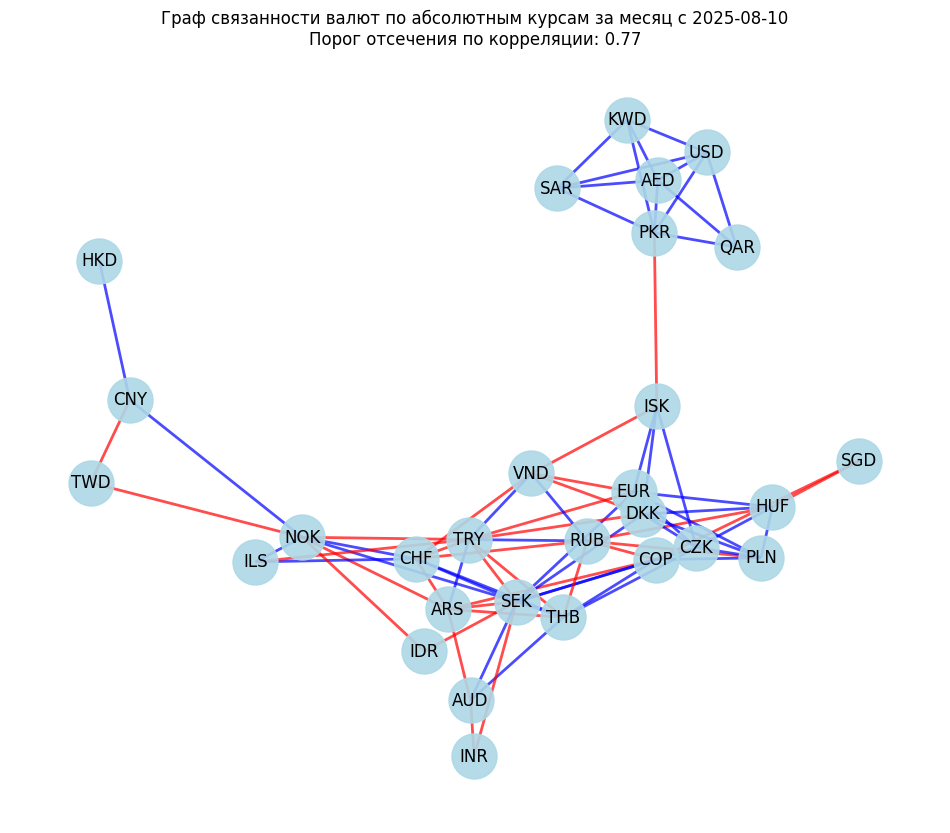 Граф связанности валют по абсолютным курсам за месяц с 2025-08-10
Порог отсечения по корреляции: 0.77
KWD
USD
SAR
AED
PKR
QAR
HKD
CNY
ISK
TWD
SGD
VND
EUR
DKK
HUF
NOK
TRY
RUB
CZK
ILS
CHF
COP
PLN
ARS
SEK
THB
IDR
AUD
INR